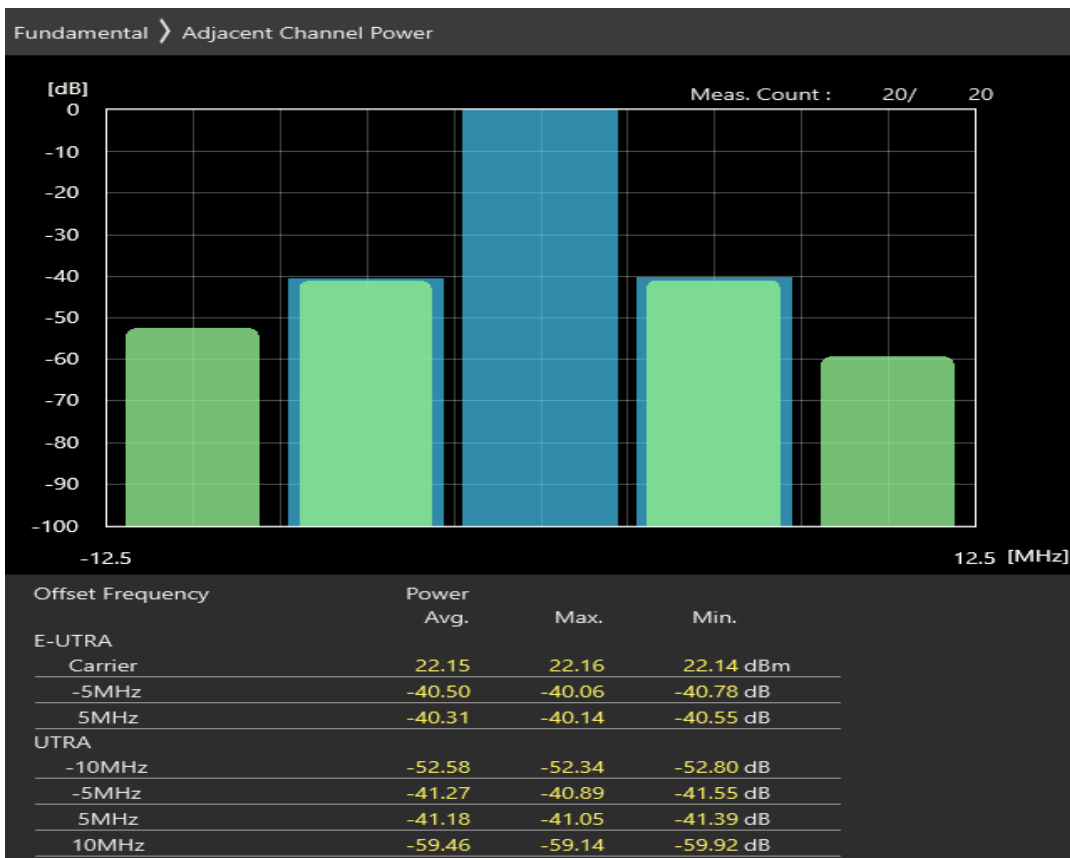 Fundamental 〉 Adjacent Channel Power
[dB]
Meas. Count : 20/ 20
0
-10
-20
-30
-40
-50
-60
-70
-80
-90
-100
-12.5 12.5 [MHz]
Offset Frequency Power
Avg. Max. Min.
E-UTRA
Carrier 22.15 22.16 22.14 dBm
-5MHz -40.50 -40.06 -40.78 dB
5MHz -40.31 -40.14 -40.55 dB
UTRA
-10MHz -52.58 -52.34 -52.80 dB
-5MHz -41.27 -40.89 -41.55 dB
5MHz -41.18 -41.05 -41.39 dB
10MHz -59.46 -59.14 -59.92 dB